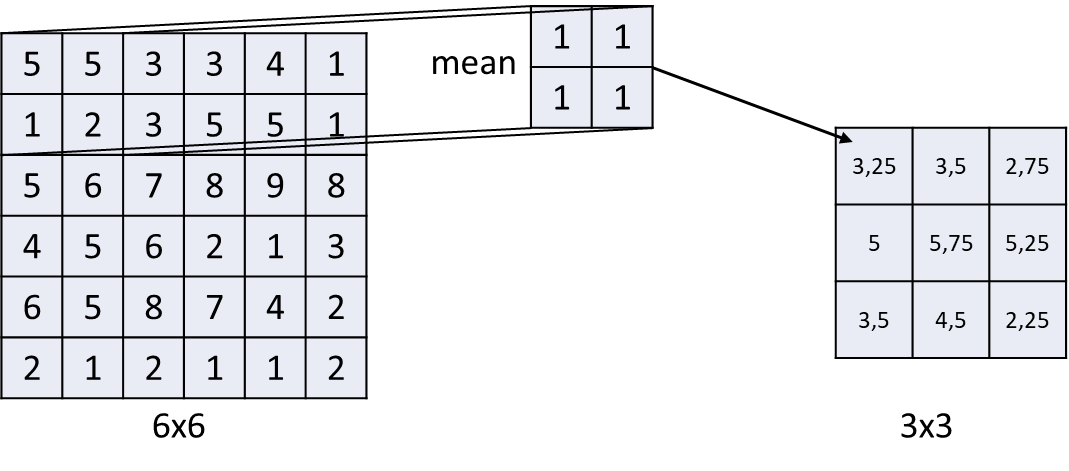 5 5 3 3 4 1
1 2 3 5 5 1
5 6 7 8 9 8
4 5 6 2 1 3
6 5 8 7 4 2
2 1 2 1 1 2
6x6
mean
1 1
1 1
3,25 3,5 2,75
5 5,75 5,25
3,5 4,5 2,25
3x3